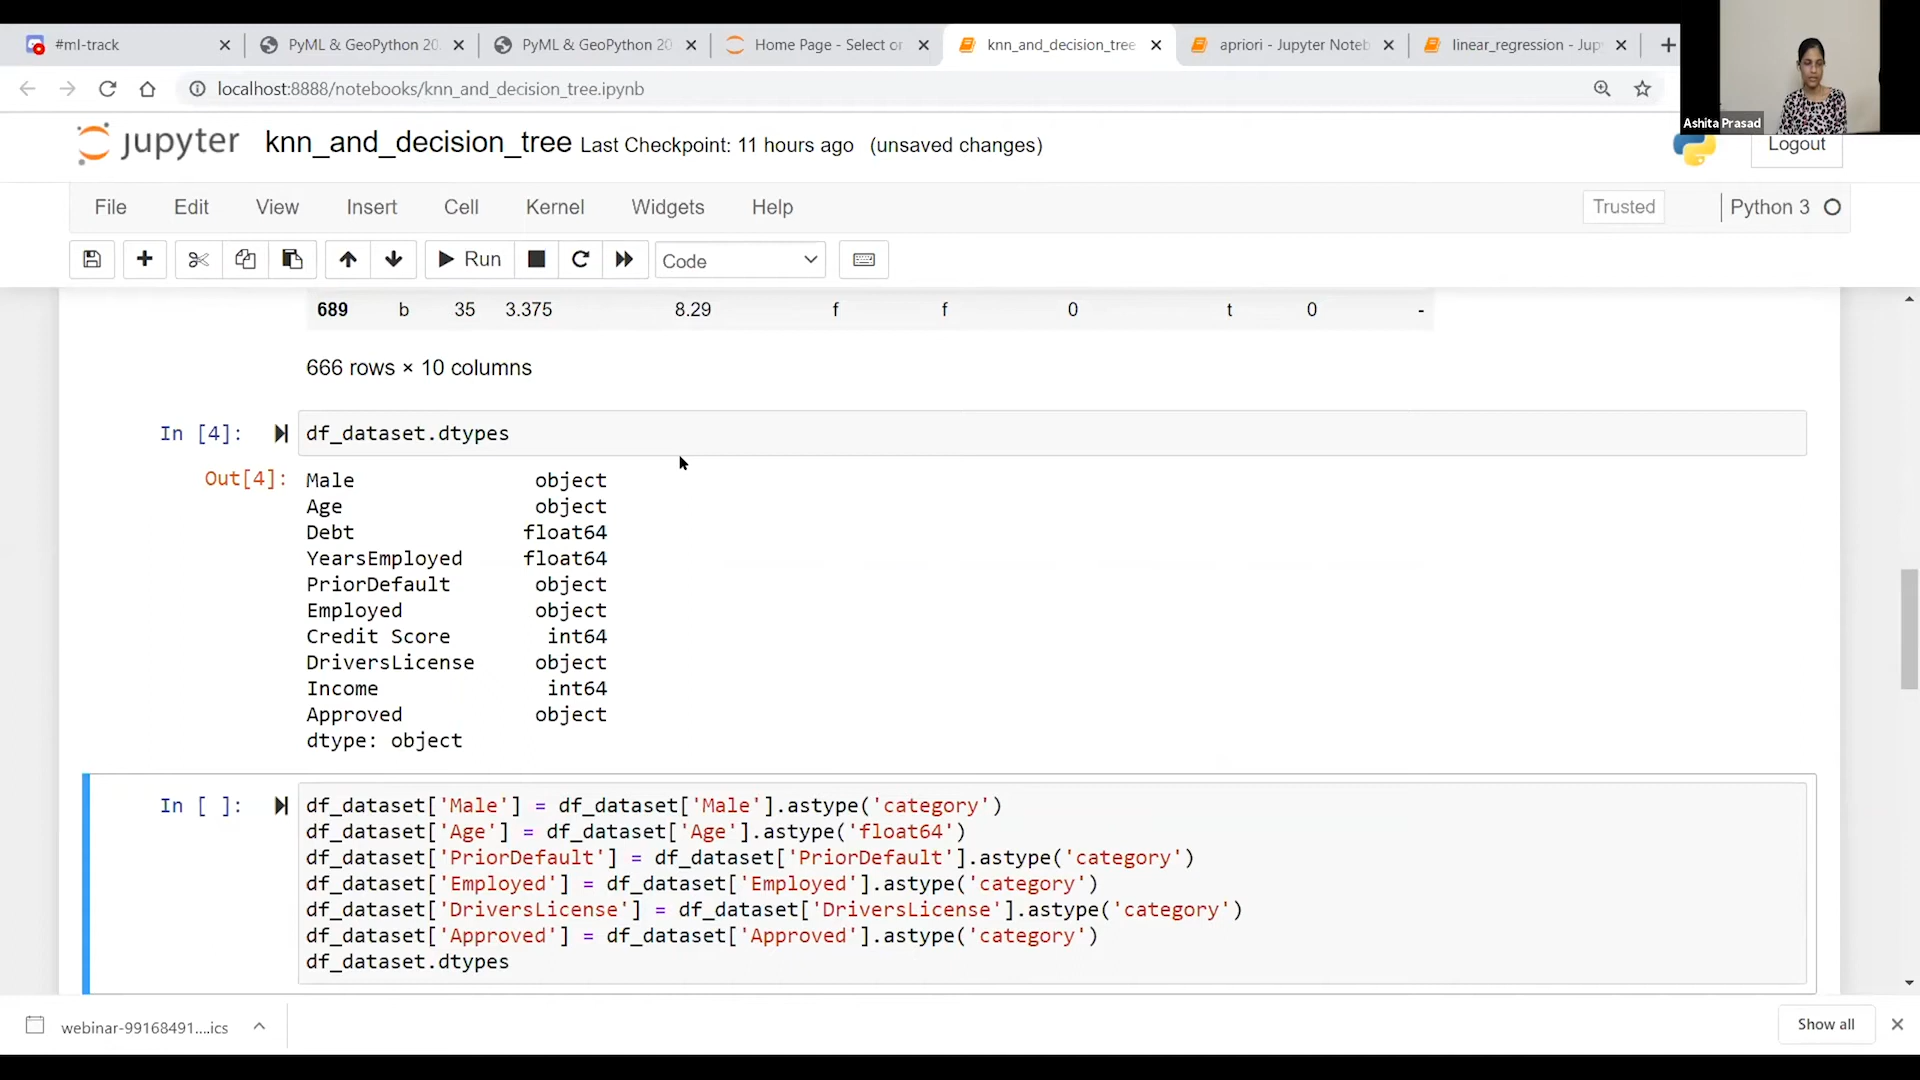 #ml-track
PyML & GeoPython 20
PyML & GeoPython 20
Home Page - Select or
knn_and_decision_tree
apriori - Jupyter Noteb
linear_regression - Jup
localhost:8888/notebooks/knn_and_decision_tree.ipynb
Ashita Prasad
jupyter knn_and_decision_tree Last Checkpoint: 11 hours ago (unsaved changes)
Logout
File Edit View Insert Cell Kernel Widgets Help
Trusted
Python 3
Run
Code
689 b 35 3.375 8.29 f f 0 t 0 -
666 rows × 10 columns
In [4]: df_dataset.dtypes
Out[4]: Male object
Age object
Debt float64
YearsEmployed float64
PriorDefault object
Employed object
Credit Score int64
DriversLicense object
Income int64
Approved object
dtype: object
In [ ]: df_dataset['Male'] = df_dataset['Male'].astype('category')
df_dataset['Age'] = df_dataset['Age'].astype('float64')
df_dataset['PriorDefault'] = df_dataset['PriorDefault'].astype('category')
df_dataset['Employed'] = df_dataset['Employed'].astype('category')
df_dataset['DriversLicense'] = df_dataset['DriversLicense'].astype('category')
df_dataset['Approved'] = df_dataset['Approved'].astype('category')
df_dataset.dtypes
webinar-99168491....ics
Show all